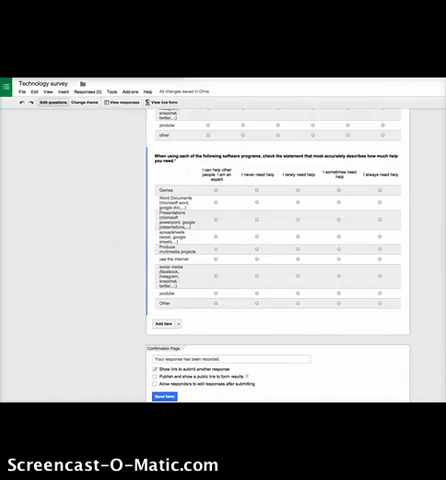 Technology survey
File Edit View Insert Responses (0) Tools Add-ons Help All changes saved in Drive
Edit questions Change theme View responses View live form
snapchat,
twitter,...)
youtube
other
When using each of the following software programs, check the statement that most accurately describes how much help
you need.*
I can help other people. I am an expert I never need help I rarely need help I sometimes need help I always need help
Games
Word Documents
(microsoft word,
google doc,...)
Presentations
(microsoft
powerpoint, google
presentations,...)
spreadsheets
(excel, google
sheets,...)
Produce
multimedia projects
use the internet
social media
(facebook,
instagram,
snapchat,
twitter,...)
youtube
Other
Add item
Confirmation Page
Your response has been recorded.
Show link to submit another response
Publish and show a public link to form results
Allow responders to edit responses after submitting
Send form
Screencast-O-Matic.com